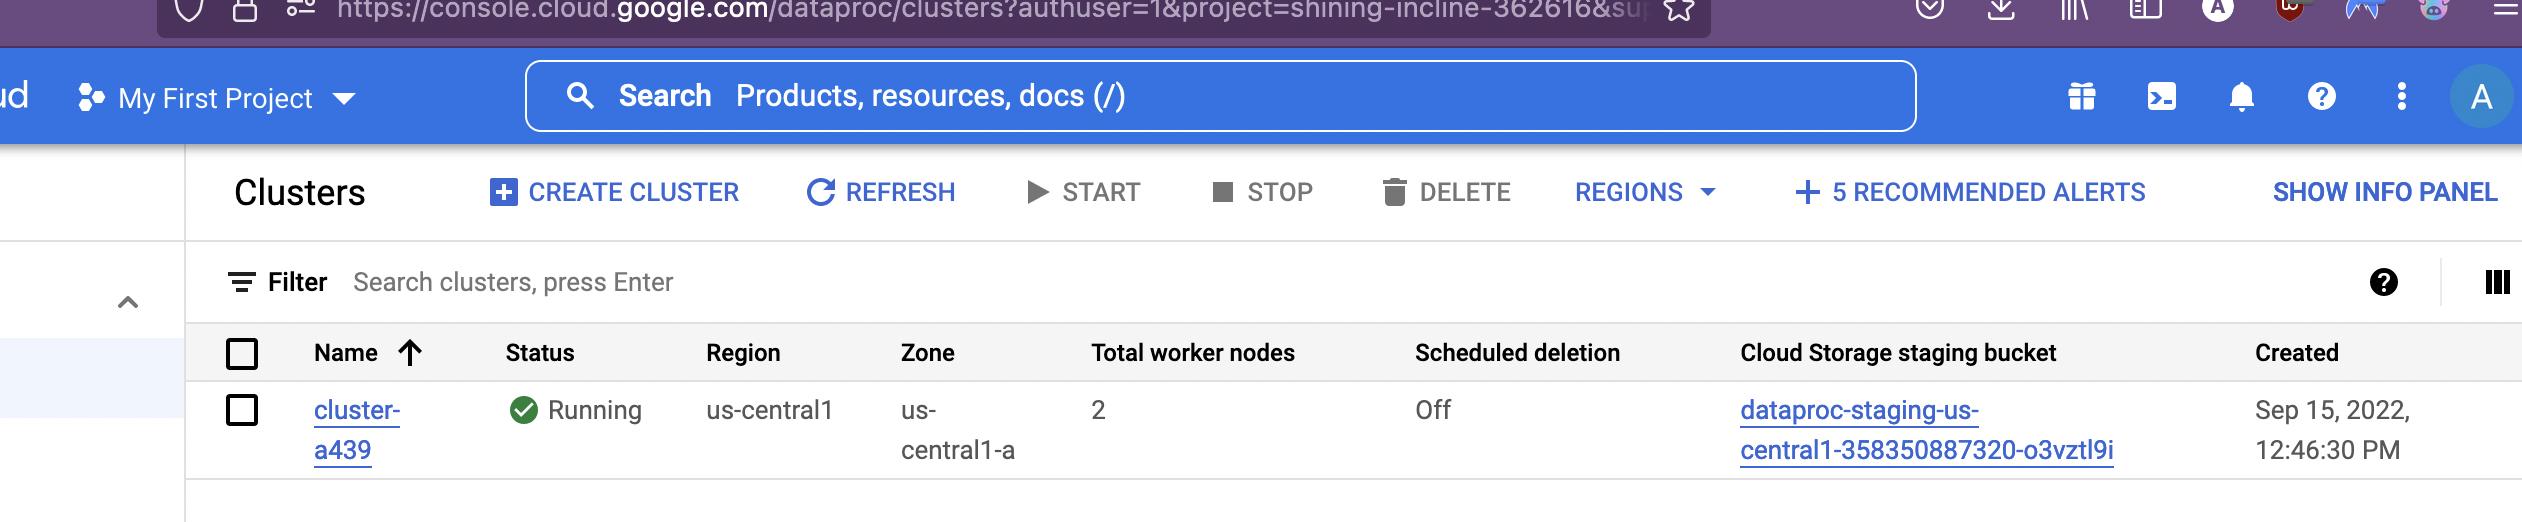 https://console.cloud.google.com/dataproc/clusters?authuser=1&project=shining-incline-362616&sup
ud My First Project Search Products, resources, docs (/) A
Clusters CREATE CLUSTER REFRESH START STOP DELETE REGIONS 5 RECOMMENDED ALERTS SHOW INFO PANEL
Filter Search clusters, press Enter
Name Status Region Zone Total worker nodes Scheduled deletion Cloud Storage staging bucket Created
cluster- Running us-central1 us- 2 Off dataproc-staging-us- Sep 15, 2022,
a439 central1-a central1-358350887320-o3vztl9i 12:46:30 PM